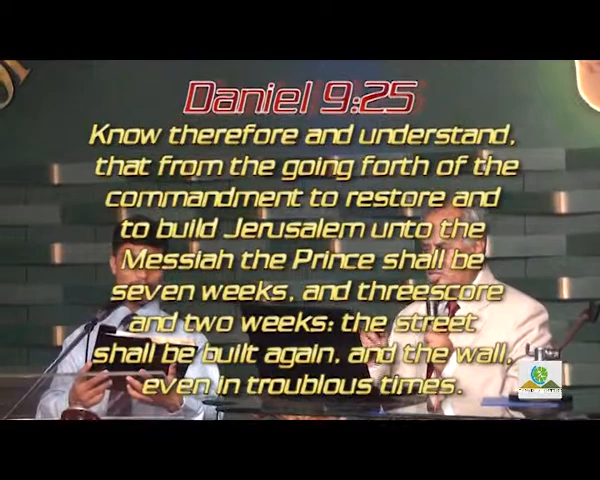 Daniel 9:25
Know therefore and understand,
that from the going forth of the
commandment to restore and
to build Jerusalem unto the
Messiah the Prince shall be
seven weeks, and threescore
and two weeks: the street
shall be built again, and the wall,
even in troublous times.